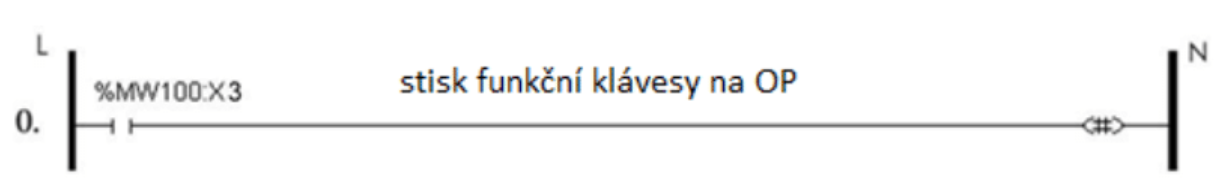 L
N
%MW100:X3
stisk funkční klávesy na OP
0.
<#>